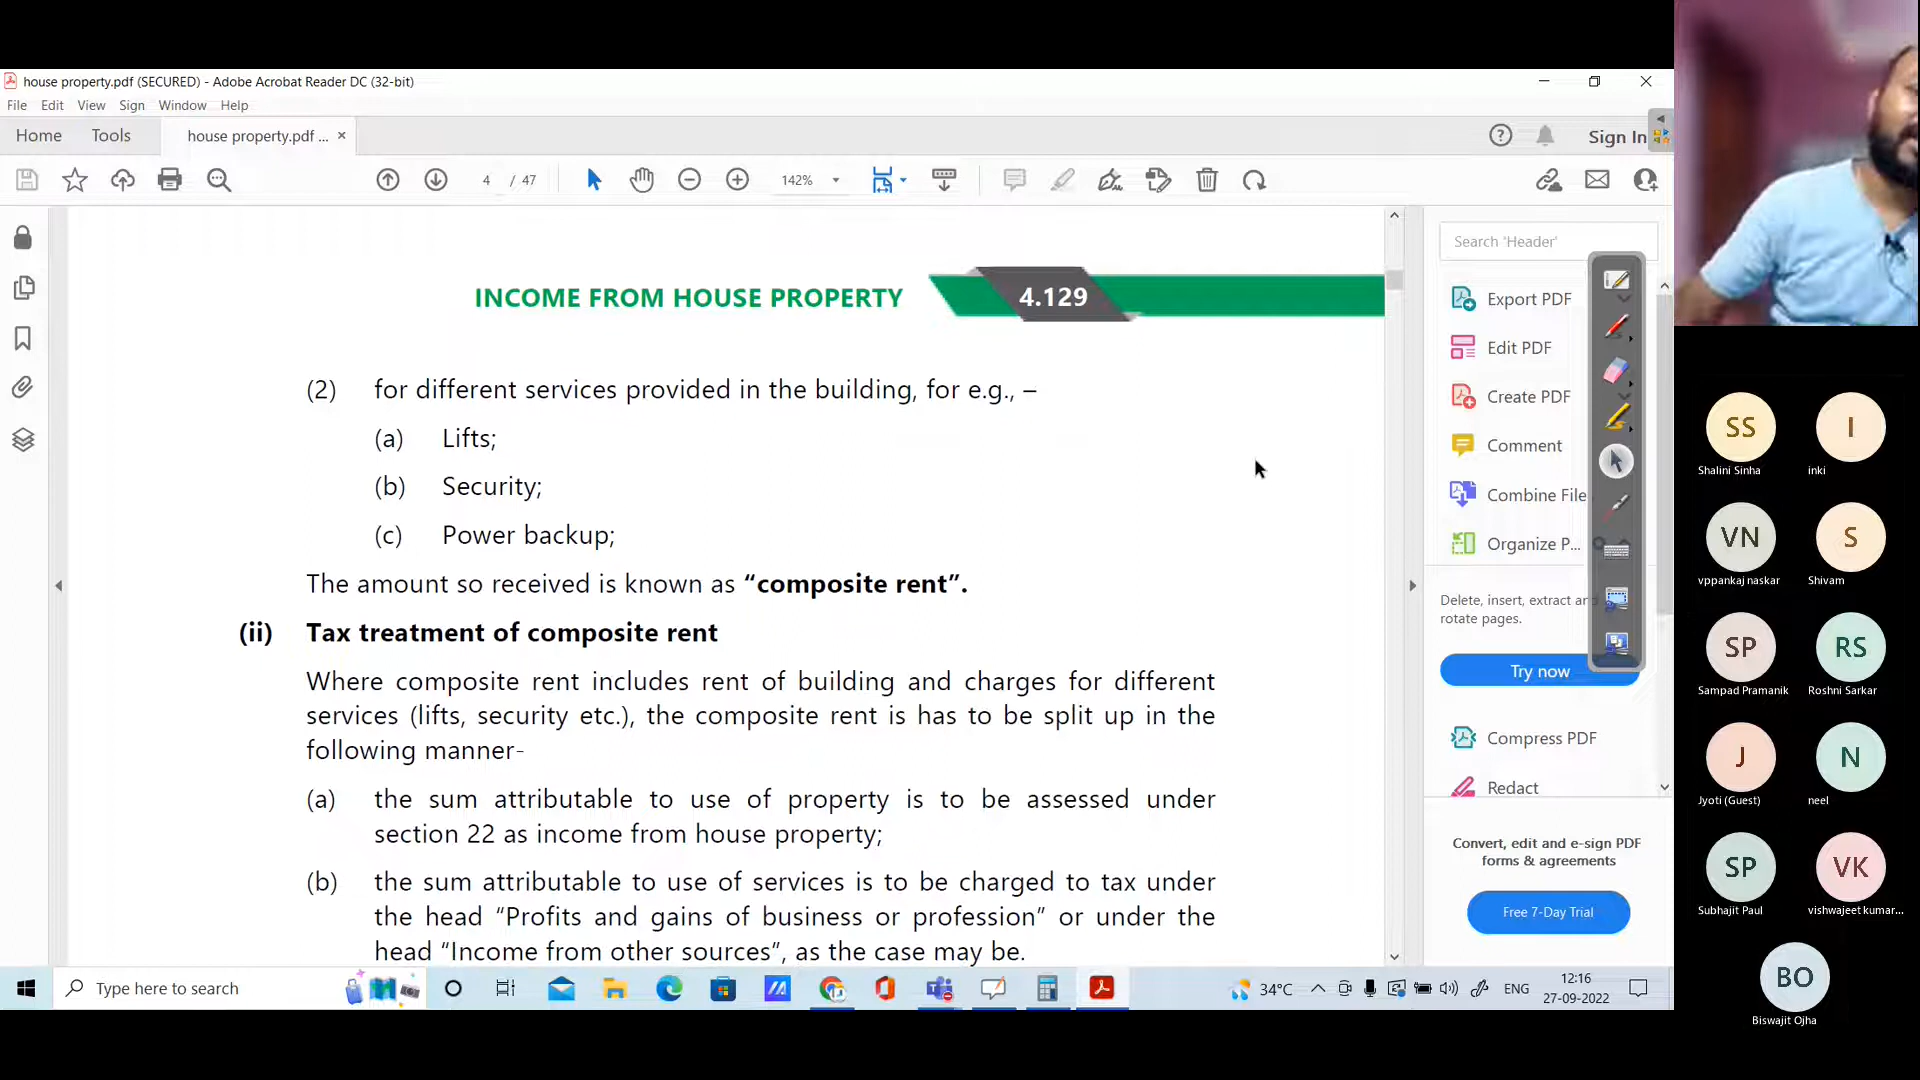 house property.pdf (SECURED) - Adobe Acrobat Reader DC (32-bit)
File Edit View Sign Window Help
Home Tools house property.pdf ... × Sign In
4 / 47 142%
Search 'Header'
INCOME FROM HOUSE PROPERTY 4.129
(2) for different services provided in the building, for e.g., –
(a) Lifts;
(b) Security;
(c) Power backup;
The amount so received is known as “composite rent”.
(ii) Tax treatment of composite rent
Where composite rent includes rent of building and charges for different
services (lifts, security etc.), the composite rent is has to be split up in the
following manner-
(a) the sum attributable to use of property is to be assessed under
section 22 as income from house property;
(b) the sum attributable to use of services is to be charged to tax under
the head “Profits and gains of business or profession” or under the
head “Income from other sources”, as the case may be.
Export PDF
Edit PDF
Create PDF
Comment
Combine File
Organize P...
Delete, insert, extract an
rotate pages.
Try now
Compress PDF
Redact
Convert, edit and e-sign PDF
forms & agreements
Free 7-Day Trial
SS I
Shalini Sinha inki
VN S
vppankaj naskar Shivam
SP RS
Sampad Pramanik Roshni Sarkar
J N
Jyoti (Guest) neel
SP VK
Subhajit Paul vishwajeet kumar...
BO
Biswajit Ojha
Type here to search
34°C ENG 12:16
27-09-2022